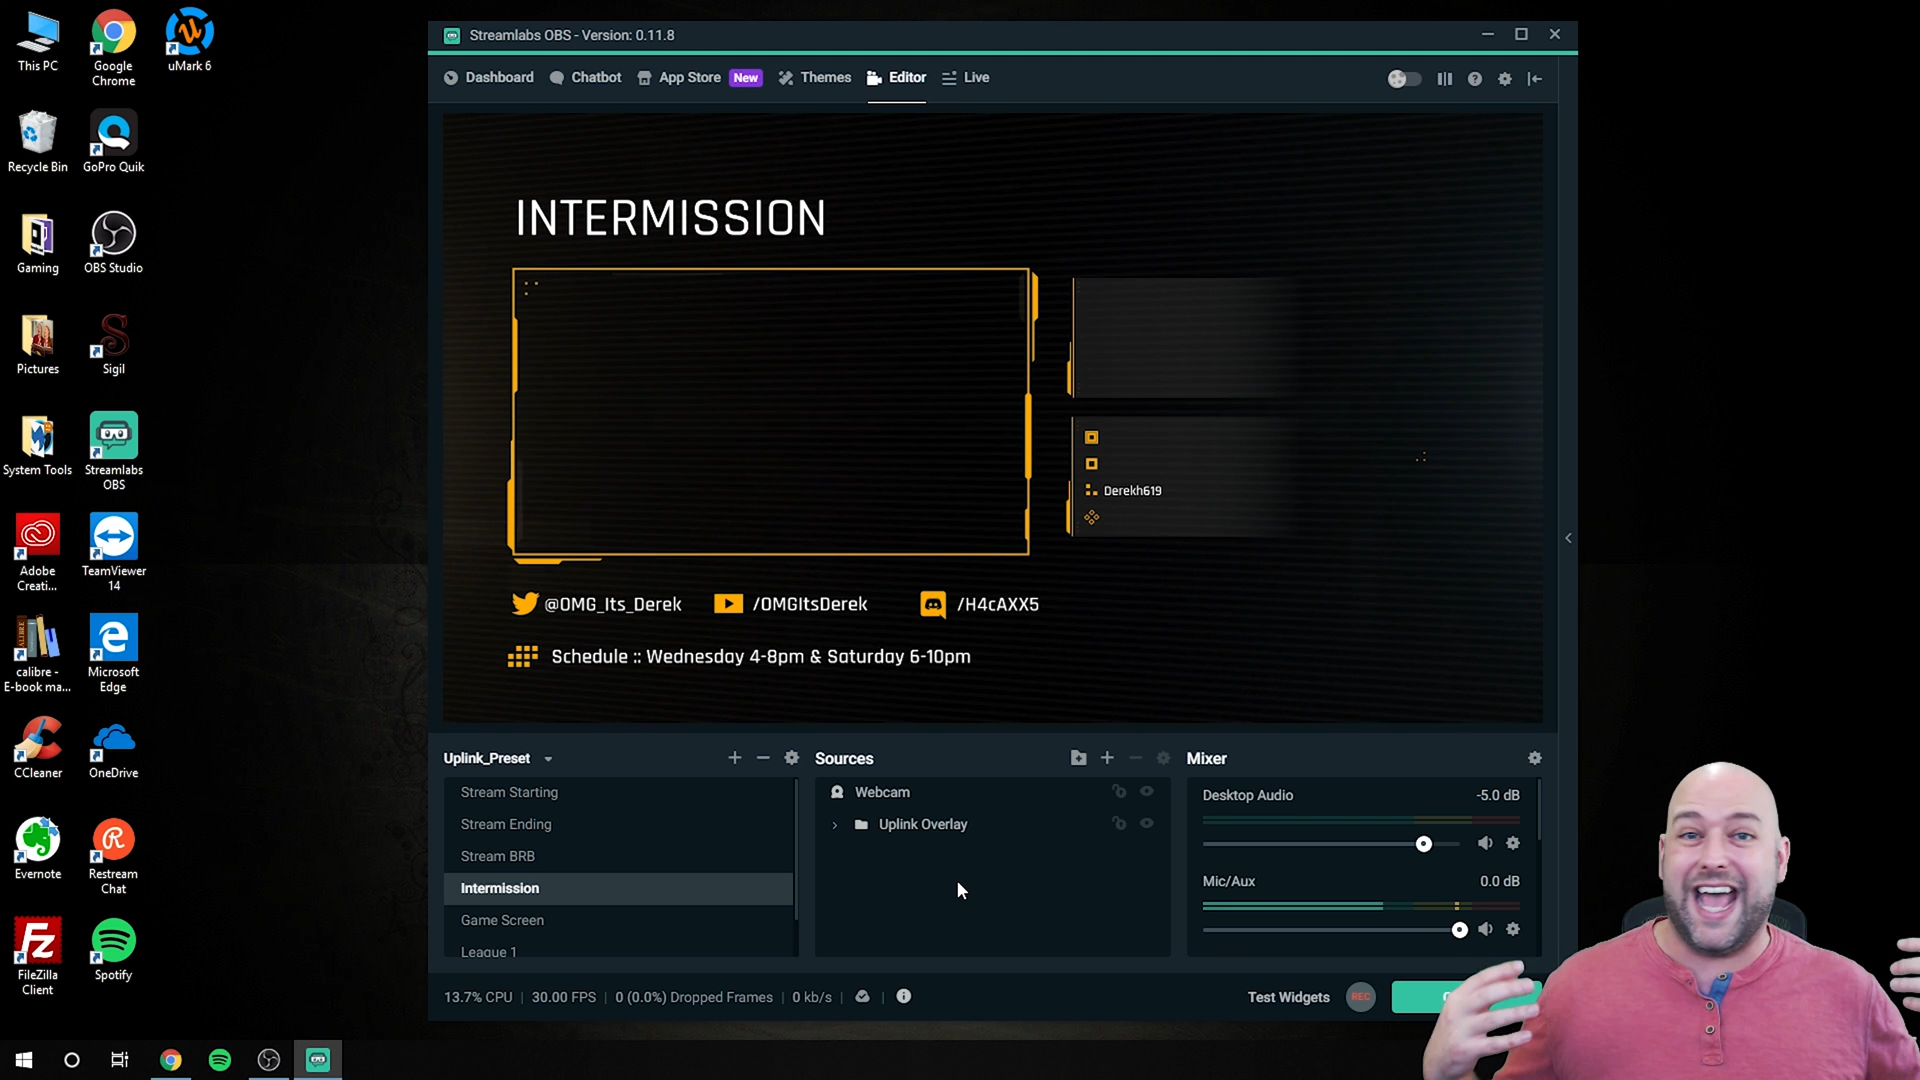 This PC
Google
Chrome
uMark 6
Recycle Bin
GoPro Quik
Gaming
OBS Studio
Pictures
Sigil
System Tools
Streamlabs
OBS
Adobe
Creati...
TeamViewer
14
calibre -
E-book ma...
Microsoft
Edge
CCleaner
OneDrive
Evernote
Restream
Chat
FileZilla
Client
Spotify
Streamlabs OBS - Version: 0.11.8
Dashboard
Chatbot
App Store
New
Themes
Editor
Live
INTERMISSION
Derekh619
@OMG_Its_Derek
/OMGItsDerek
/H4cAXX5
Schedule :: Wednesday 4-8pm & Saturday 6-10pm
Uplink_Preset
Stream Starting
Stream Ending
Stream BRB
Intermission
Game Screen
League 1
Sources
Webcam
Uplink Overlay
Mixer
Desktop Audio
-5.0 dB
Mic/Aux
0.0 dB
13.7% CPU | 30.00 FPS | 0 (0.0%) Dropped Frames | 0 kb/s
Test Widgets
REC